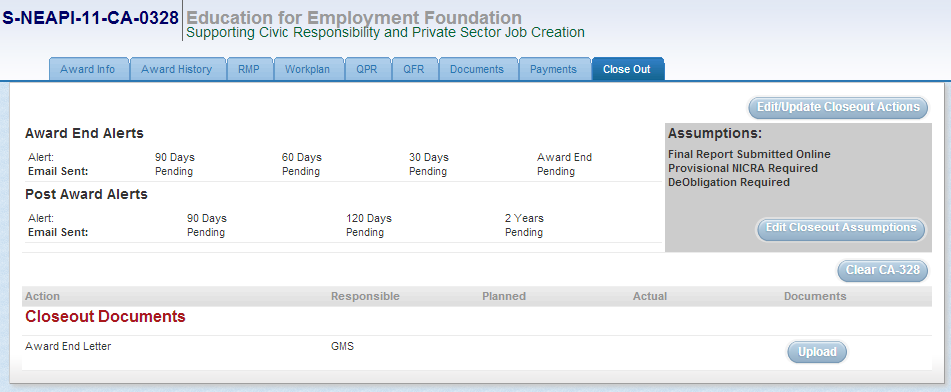 S-NEAPI-11-CA-0328 Education for Employment Foundation
Supporting Civic Responsibility and Private Sector Job Creation
Award Info Award History RMP Workplan QPR QFR Documents Payments Close Out
Edit/Update Closeout Actions
Award End Alerts
Alert: 90 Days 60 Days 30 Days Award End
Email Sent: Pending Pending Pending Pending
Post Award Alerts
Alert: 90 Days 120 Days 2 Years
Email Sent: Pending Pending Pending
Assumptions:
Final Report Submitted Online
Provisional NICRA Required
DeObligation Required
Edit Closeout Assumptions
Clear CA-328
Action Responsible Planned Actual Documents
Closeout Documents
Award End Letter GMS Upload